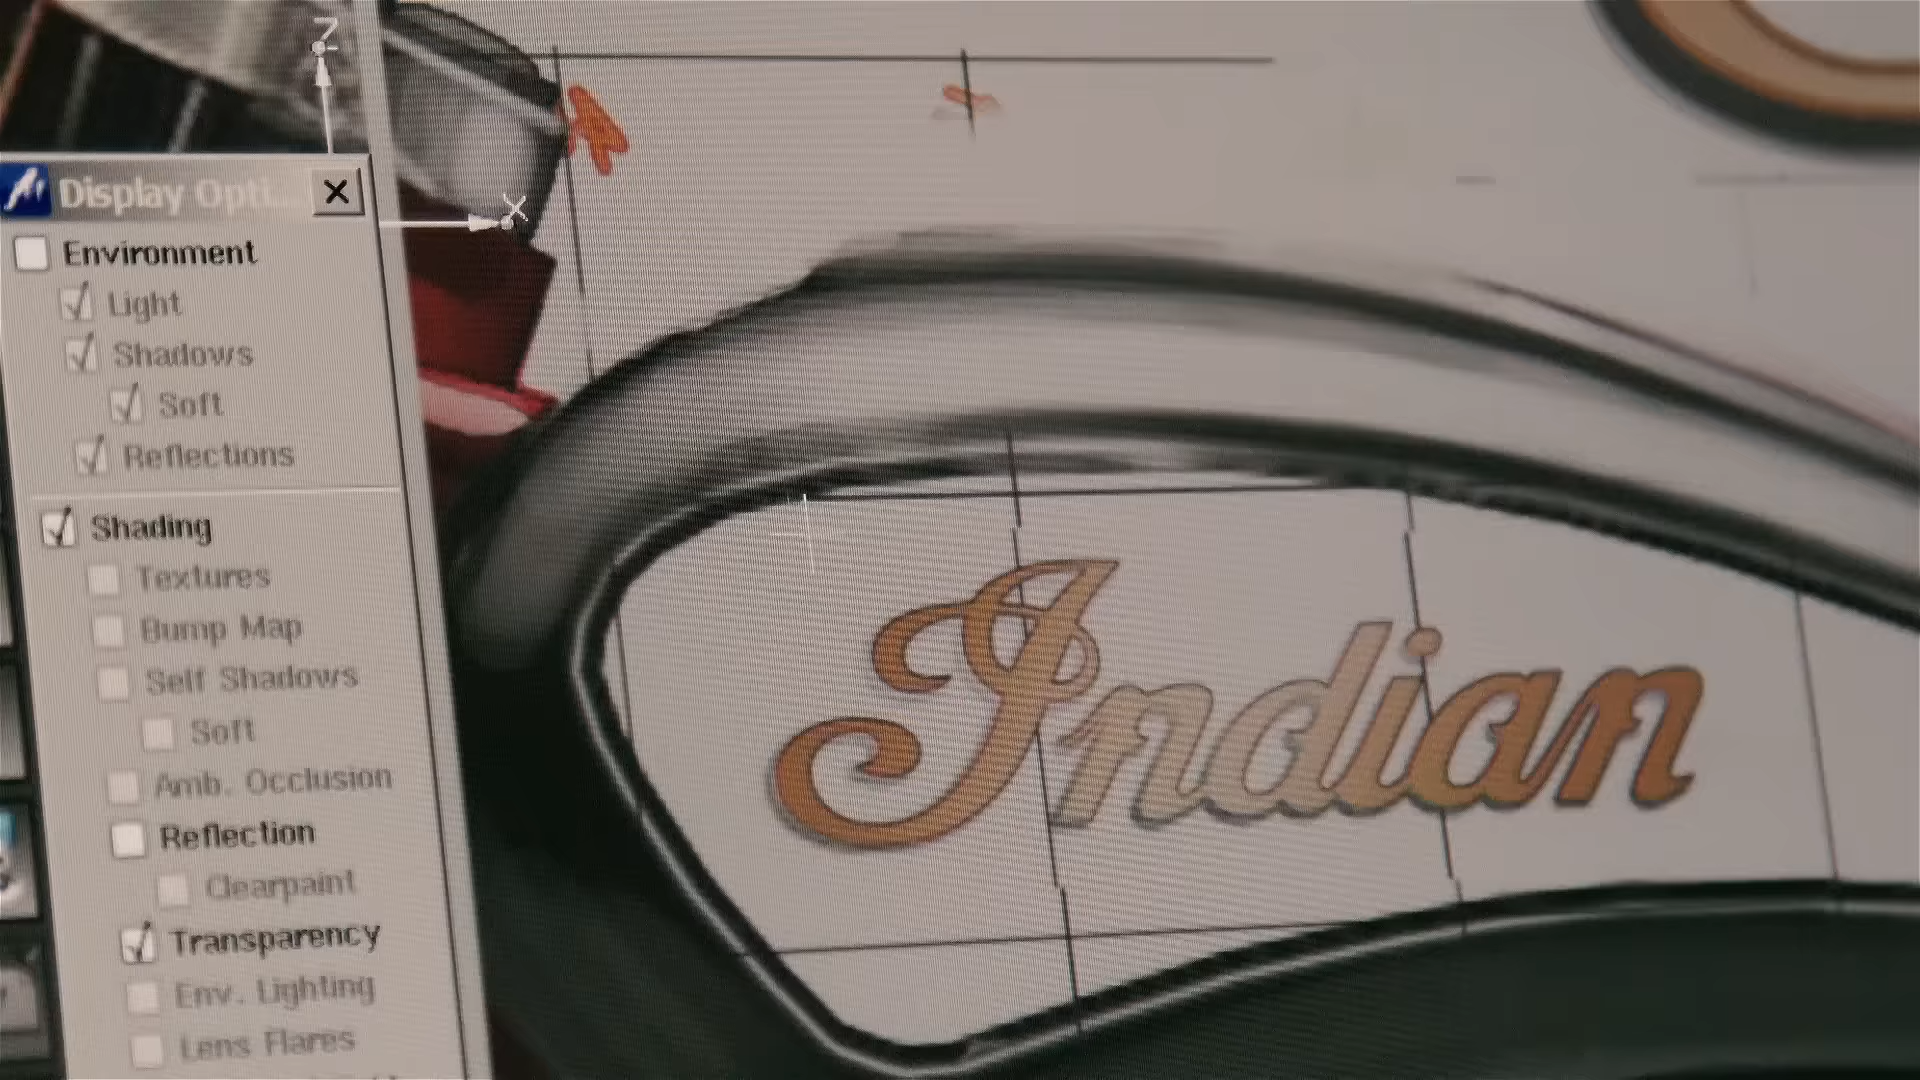 Z
Display Opti...
X
Environment
Light
Shadows
Soft
Reflections
Shading
Textures
Bump Map
Self Shadows
Soft
Amb. Occlusion
Reflection
Clearpaint
Transparency
Env. Lighting
Lens Flares
Indian